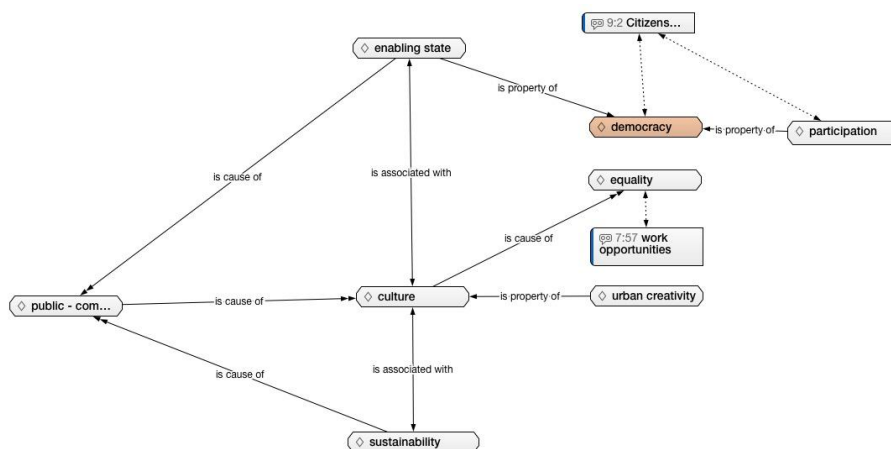 9:2 Citizens...
enabling state
is property of
democracy
is property of
participation
is cause of
is associated with
equality
7:57 work
opportunities
is cause of
public - com...
is cause of
culture
is property of
urban creativity
is associated with
is cause of
sustainability